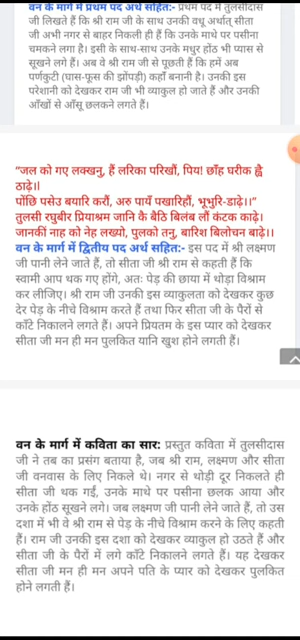 वन के मार्ग में प्रथम पद अर्थ सहित:- प्रथम पद में तुलसीदास
जी लिखते हैं कि श्री राम जी के साथ उनकी वधू अर्थात् सीता
जी अभी नगर से बाहर निकली ही हैं कि उनके माथे पर पसीना
चमकने लगा है। इसी के साथ-साथ उनके मधुर होंठ भी प्यास से
सूखने लगे हैं। अब वे श्री राम जी से पूछती हैं कि हमें अब
पर्णकुटी (घास-फूस की झोंपड़ी) कहाँ बनानी है। उनकी इस
परेशानी को देखकर राम जी भी व्याकुल हो जाते हैं और उनकी
आँखों से आँसू छलकने लगते हैं।
“जल को गए लक्खनु, हैं लरिका परिखौ, पिय! छाँह घरीक ह्वै
ठाढ़े।।
पोंछि पसेउ बयारि करौं, अरु पायँ पखारिहौं, भूभुरि-डाढ़े।।”
तुलसी रघुबीर प्रियाश्रम जानि कै बैठि बिलंब लौं कंटक काढ़े।
जानकीं नाह को नेह लख्यो, पुलको तनु, बारिश बिलोचन बाढ़े।।
वन के मार्ग में द्वितीय पद अर्थ सहित:- इस पद में श्री लक्ष्मण
जी पानी लेने जाते हैं, तो सीता जी श्री राम से कहती हैं कि
स्वामी आप थक गए होंगे, अतः पेड़ की छाया में थोड़ा विश्राम
कर लीजिए। श्री राम जी उनकी इस व्याकुलता को देखकर कुछ
देर पेड़ के नीचे विश्राम करते हैं तथा फिर सीता जी के पैरों से
काँटे निकालने लगते हैं। अपने प्रियतम के इस प्यार को देखकर
सीता जी मन ही मन पुलकित यानि खुश होने लगती हैं।
वन के मार्ग में कविता का सार: प्रस्तुत कविता में तुलसीदास
जी ने तब का प्रसंग बताया है, जब श्री राम, लक्ष्मण और सीता
जी वनवास के लिए निकले थे। नगर से थोड़ी दूर निकलते ही
सीता जी थक गईं, उनके माथे पर पसीना छलक आया और
उनके होंठ सूखने लगे। जब लक्ष्मण जी पानी लेने जाते हैं, तो उस
दशा में भी वे श्री राम से पेड़ के नीचे विश्राम करने के लिए कहती
हैं। राम जी उनकी इस दशा को देखकर व्याकुल हो उठते हैं और
सीता जी के पैरों में लगे काँटे निकालने लगते हैं। यह देखकर
सीता जी मन ही मन अपने पति के प्यार को देखकर पुलकित
होने लगती हैं।